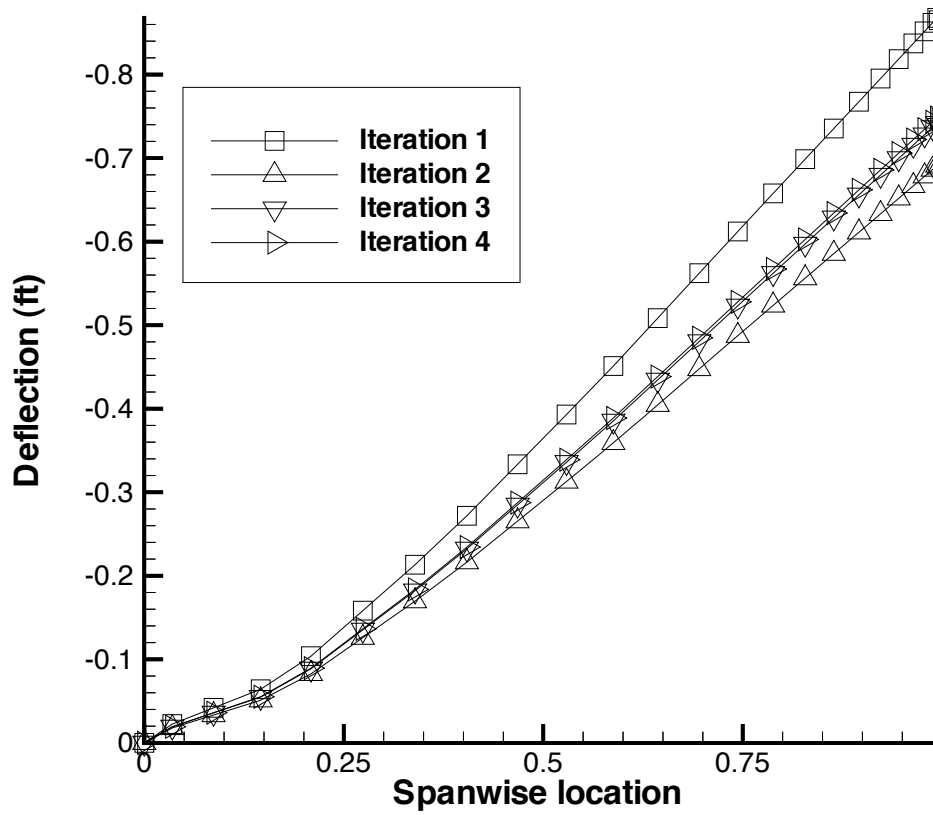 -0.8
-0.7
-0.6
-0.5
-0.4
-0.3
-0.2
-0.1
0
Deflection (ft)
Iteration 1
Iteration 2
Iteration 3
Iteration 4
0
0.25
0.5
0.75
Spanwise location